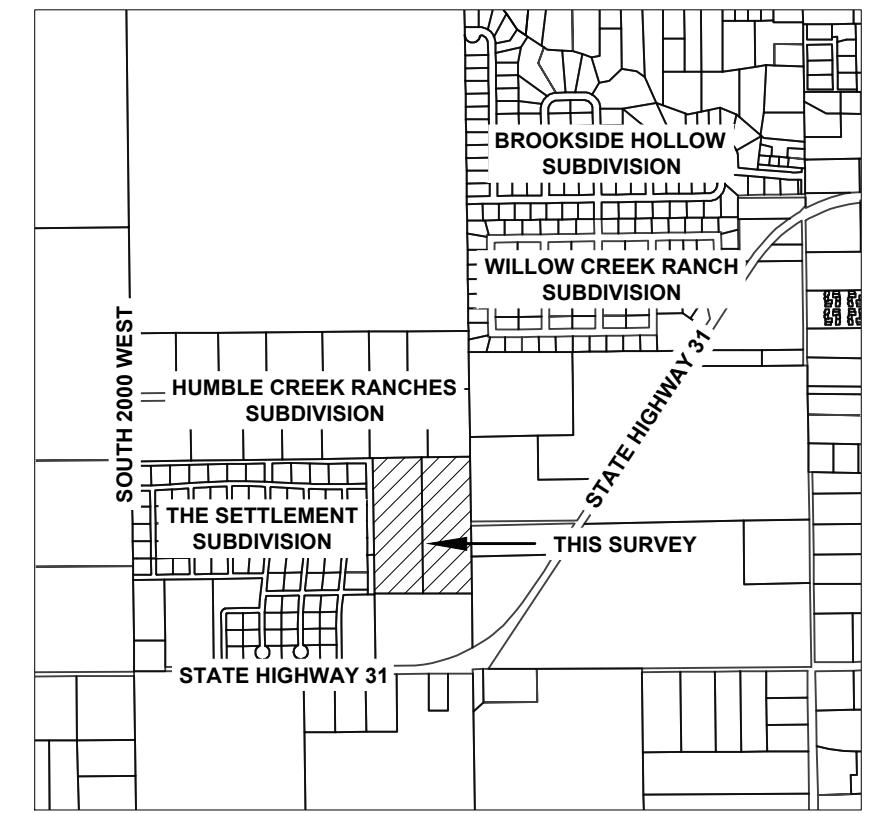 BROOKSIDE HOLLOW
SUBDIVISION
WILLOW CREEK RANCH
SUBDIVISION
SOUTH 2000 WEST
STATE HIGHWAY 31
HUMBLE CREEK RANCHES
SUBDIVISION
THE SETTLEMENT
SUBDIVISION
THIS SURVEY
STATE HIGHWAY 31